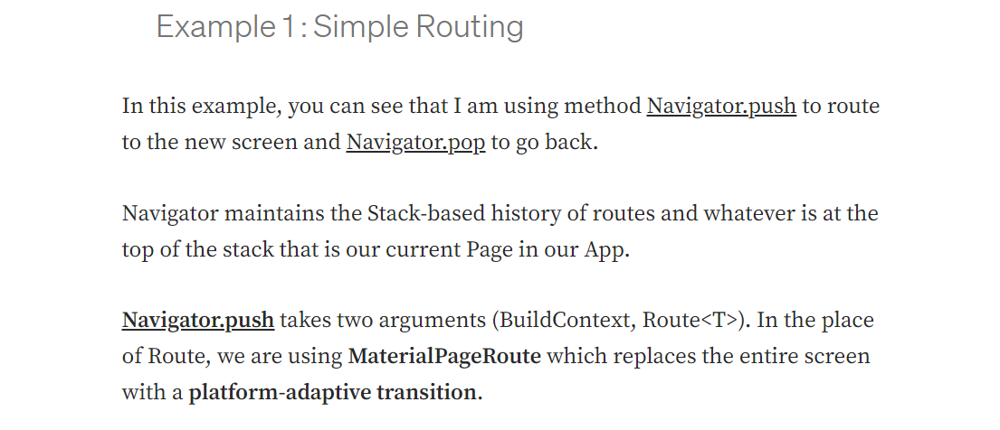 Example 1: Simple Routing
In this example, you can see that I am using method Navigator.push to route
to the new screen and Navigator.pop to go back.
Navigator maintains the Stack-based history of routes and whatever is at the
top of the stack that is our current Page in our App.
Navigator.push takes two arguments (BuildContext, Route<T>). In the place
of Route, we are using MaterialPageRoute which replaces the entire screen
with a platform-adaptive transition.